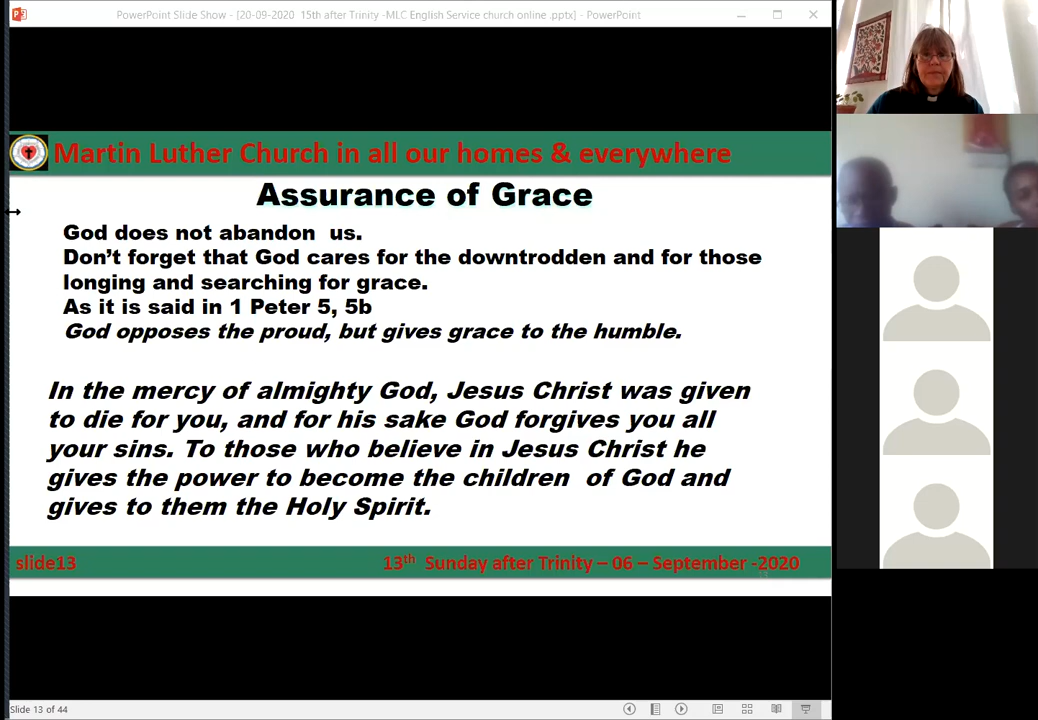 PowerPoint Slide Show - [20-09-2020 15th after Trinity -MLC English Service church online .pptx] - PowerPoint
Martin Luther Church in all our homes & everywhere
Assurance of Grace
God does not abandon us.
Don’t forget that God cares for the downtrodden and for those
longing and searching for grace.
As it is said in 1 Peter 5, 5b
God opposes the proud, but gives grace to the humble.
In the mercy of almighty God, Jesus Christ was given
to die for you, and for his sake God forgives you all
your sins. To those who believe in Jesus Christ he
gives the power to become the children of God and
gives to them the Holy Spirit.
slide13 13th Sunday after Trinity – 06 – September -2020
Slide 13 of 44